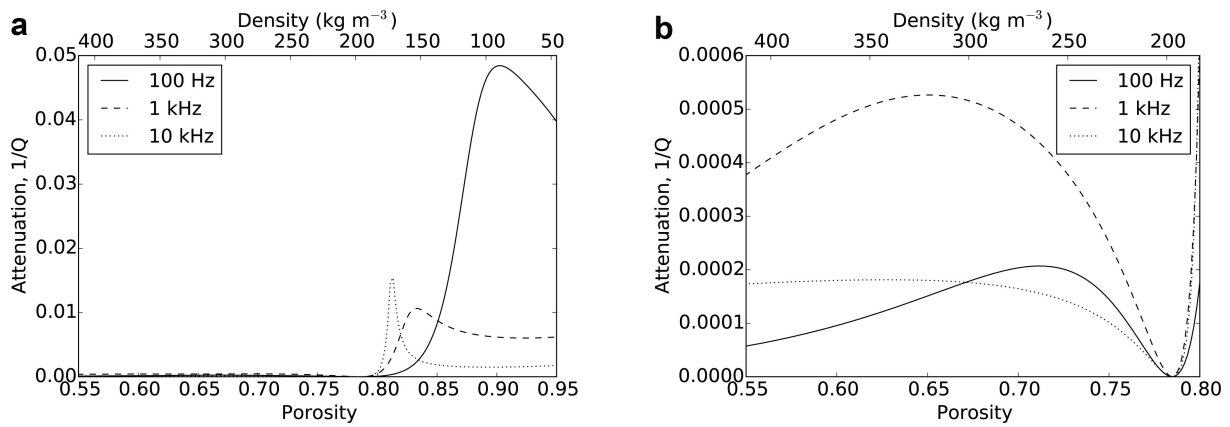 a
Density (kg m⁻³)
400 350 300 250 200 150 100 50
0.05
0.04
0.03
0.02
0.01
0.00
Attenuation, 1/Q
100 Hz
1 kHz
10 kHz
0.55 0.60 0.65 0.70 0.75 0.80 0.85 0.90 0.95
Porosity
b
Density (kg m⁻³)
400 350 300 250 200
0.0006
0.0005
0.0004
0.0003
0.0002
0.0001
0.0000
Attenuation, 1/Q
100 Hz
1 kHz
10 kHz
0.55 0.60 0.65 0.70 0.75 0.80
Porosity